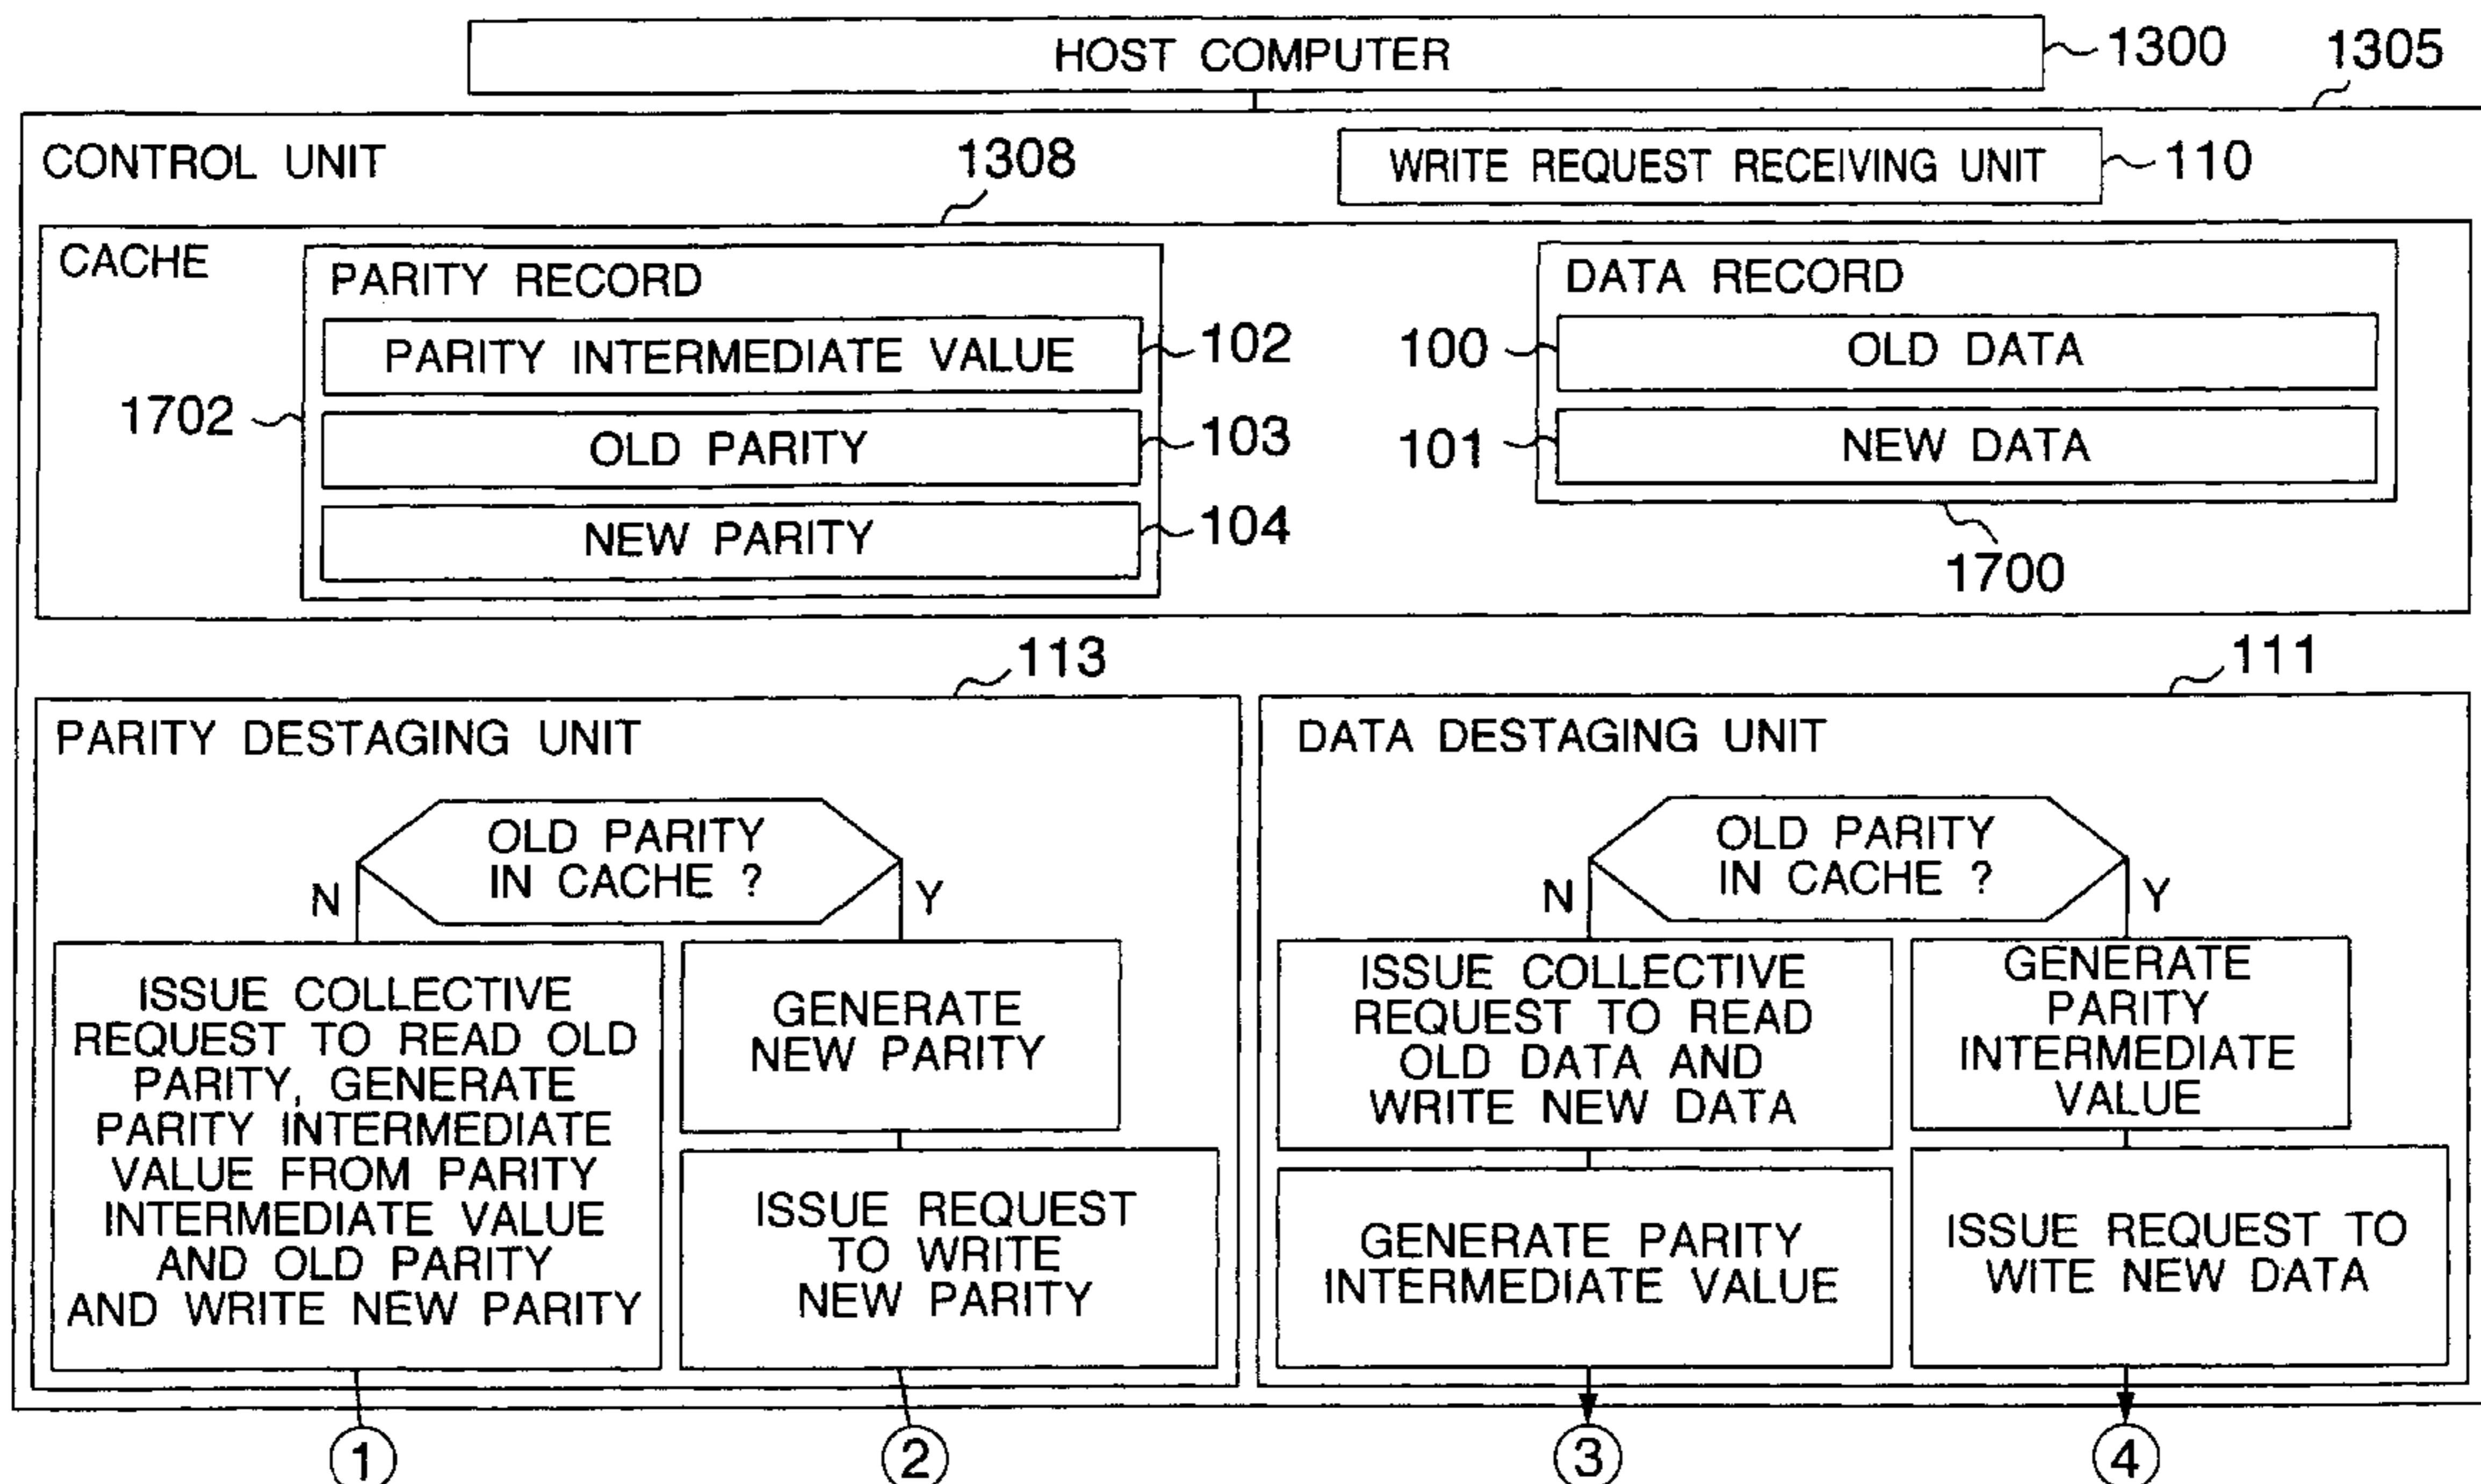 HOST COMPUTER
1300
1305
CONTROL UNIT
1308
WRITE REQUEST RECEIVING UNIT
110
CACHE
PARITY RECORD
PARITY INTERMEDIATE VALUE
102
1702
OLD PARITY
103
NEW PARITY
104
DATA RECORD
100
OLD DATA
101
NEW DATA
1700
113
PARITY DESTAGING UNIT
OLD PARITY
IN CACHE ?
N
Y
ISSUE COLLECTIVE
REQUEST TO READ OLD
PARITY, GENERATE
PARITY INTERMEDIATE
VALUE FROM PARITY
INTERMEDIATE VALUE
AND OLD PARITY
AND WRITE NEW PARITY
GENERATE
NEW PARITY
ISSUE REQUEST
TO WRITE
NEW PARITY
1
2
111
DATA DESTAGING UNIT
OLD PARITY
IN CACHE ?
N
Y
ISSUE COLLECTIVE
REQUEST TO READ
OLD DATA AND
WRITE NEW DATA
GENERATE PARITY
INTERMEDIATE VALUE
GENERATE
PARITY
INTERMEDIATE
VALUE
ISSUE REQUEST TO
WITE NEW DATA
3
4